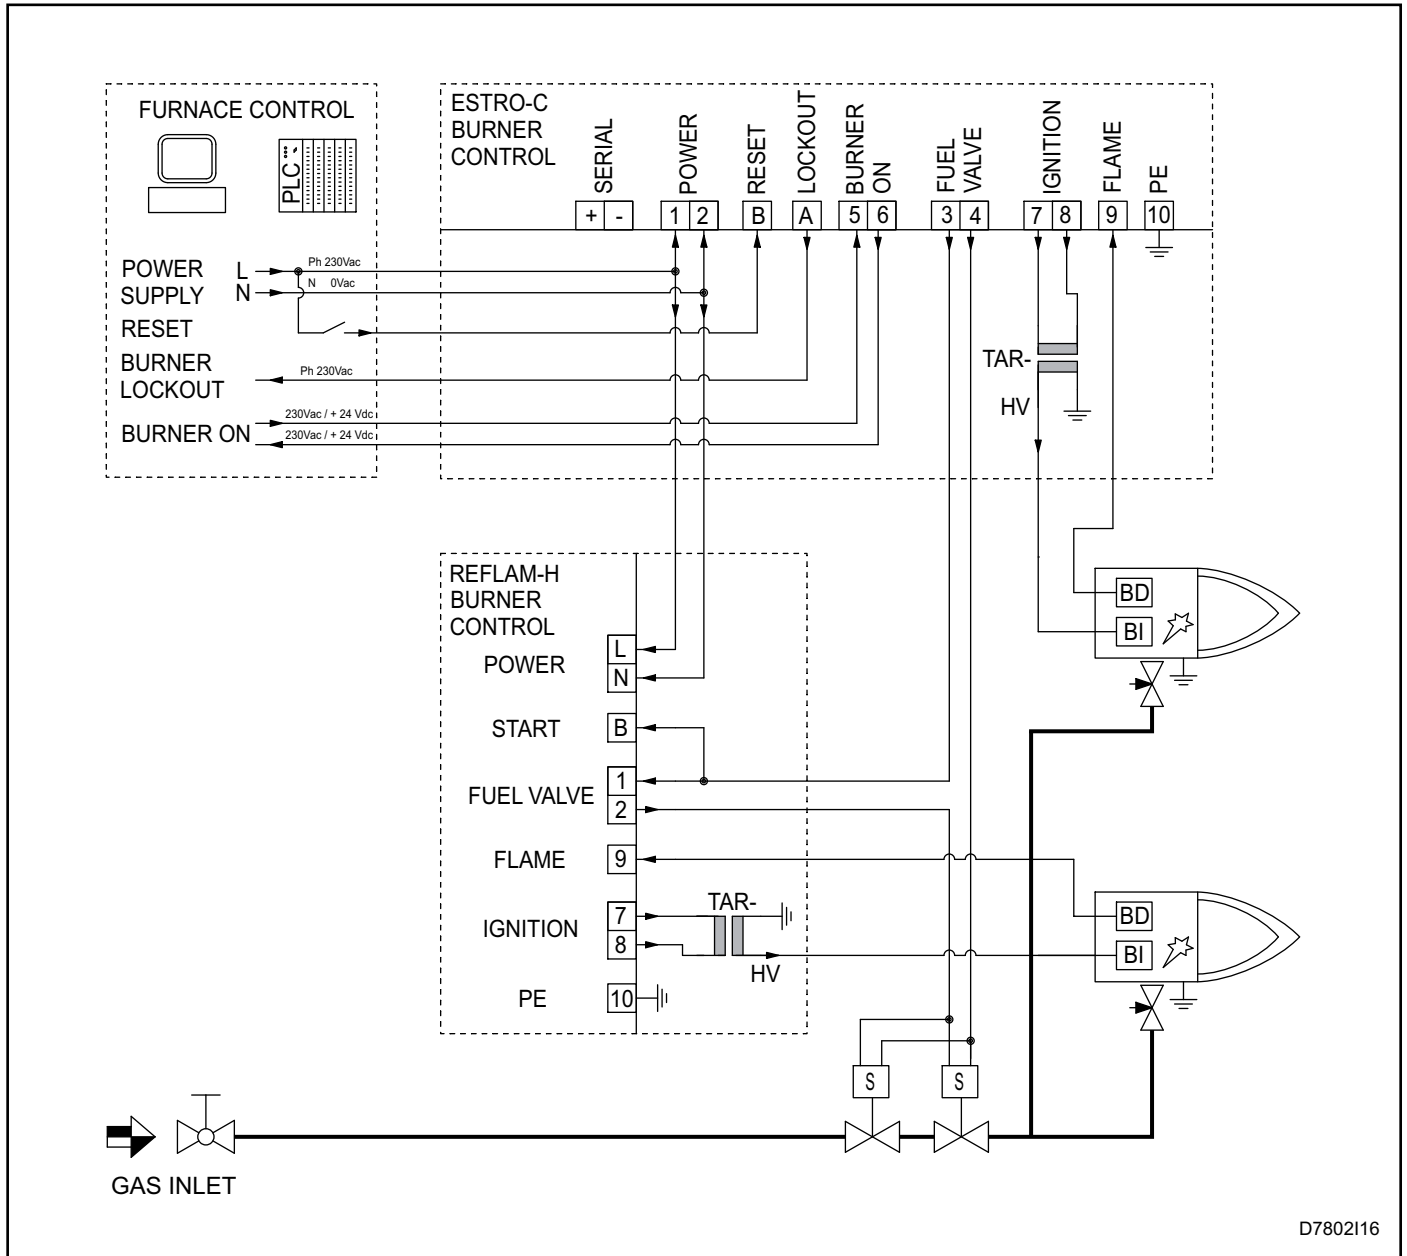 FURNACE CONTROL
PLC
POWER
SUPPLY
L
N
Ph 230Vac
N 0Vac
RESET
BURNER
LOCKOUT
Ph 230Vac
BURNER ON
230Vac / + 24 Vdc
230Vac / + 24 Vdc
ESTRO-C
BURNER
CONTROL
SERIAL
POWER
RESET
LOCKOUT
BURNER
ON
FUEL
VALVE
IGNITION
FLAME
PE
+ - 1 2 B A 5 6 3 4 7 8 9 10
TAR-
HV
BD
BI
REFLAM-H
BURNER
CONTROL
POWER
L
N
START
B
FUEL VALVE
1
2
FLAME
9
IGNITION
7
8
TAR-
HV
PE
10
BD
BI
S
S
GAS INLET
D7802I16